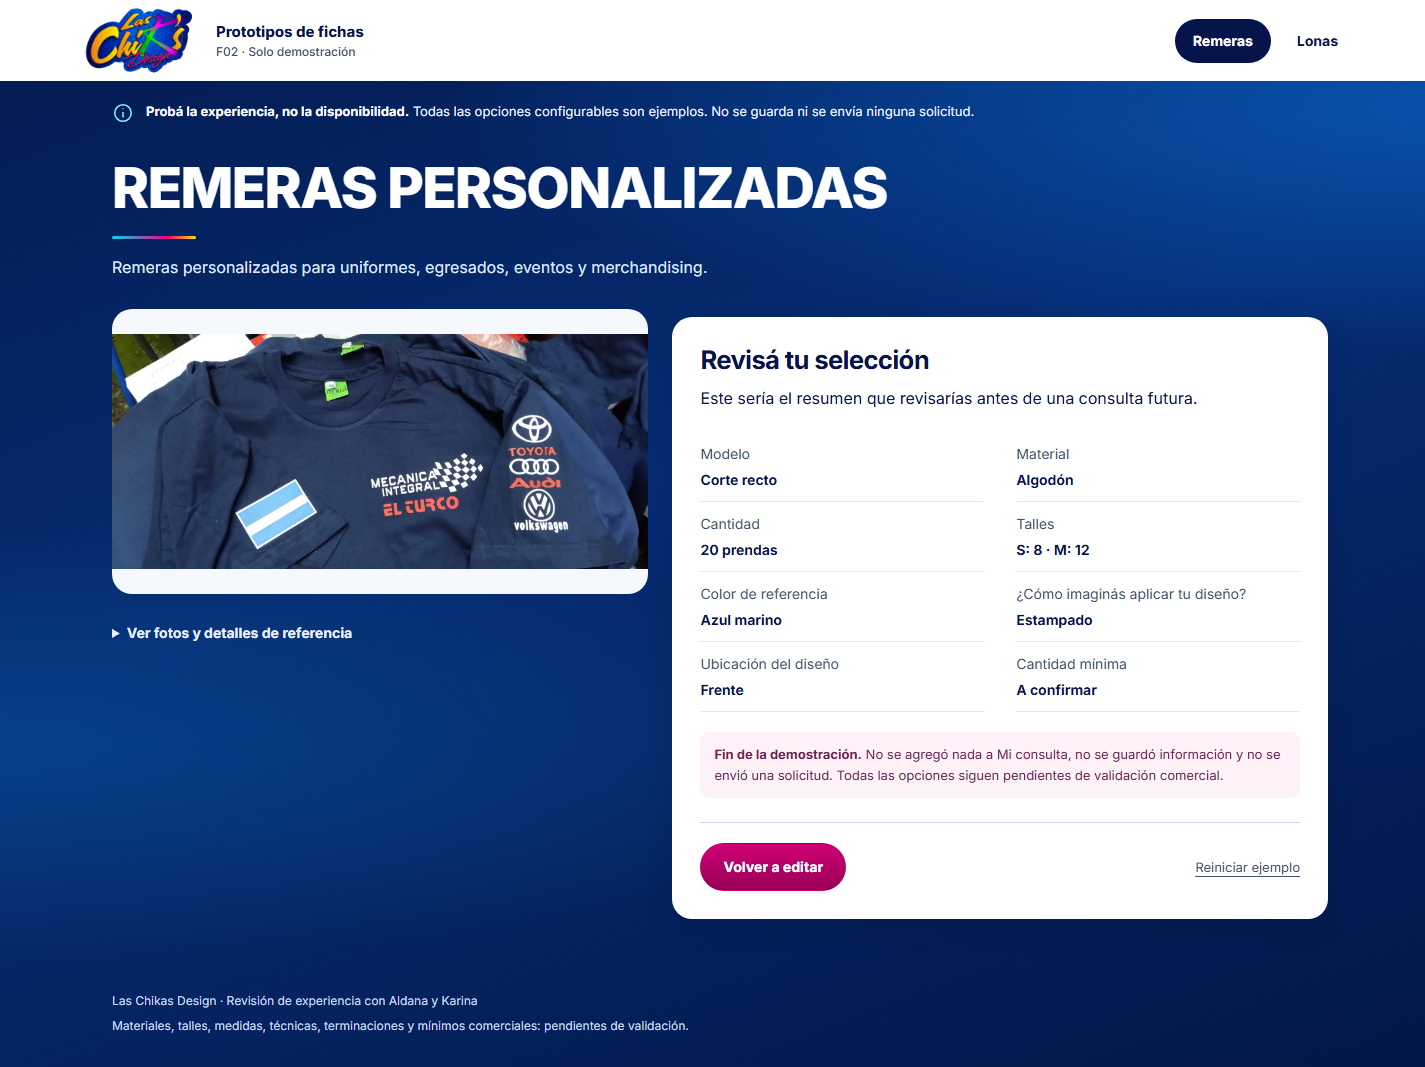 Las
Chika's
Design
Prototipos de fichas
F02 · Solo demostración
Remeras
Lonas
Probá la experiencia, no la disponibilidad. Todas las opciones configurables son ejemplos. No se guarda ni se envía ninguna solicitud.
REMERAS PERSONALIZADAS
Remeras personalizadas para uniformes, egresados, eventos y merchandising.
MECANICA
INTEGRAL
EL TURCO
TOYOTA
Audi
volkswagen
Ver fotos y detalles de referencia
Revisá tu selección
Este sería el resumen que revisarías antes de una consulta futura.
Modelo
Corte recto
Material
Algodón
Cantidad
20 prendas
Talles
S: 8 · M: 12
Color de referencia
Azul marino
¿Cómo imaginás aplicar tu diseño?
Estampado
Ubicación del diseño
Frente
Cantidad mínima
A confirmar
Fin de la demostración. No se agregó nada a Mi consulta, no se guardó información y no se
envió una solicitud. Todas las opciones siguen pendientes de validación comercial.
Volver a editar
Reiniciar ejemplo
Las Chikas Design · Revisión de experiencia con Aldana y Karina
Materiales, talles, medidas, técnicas, terminaciones y mínimos comerciales: pendientes de validación.